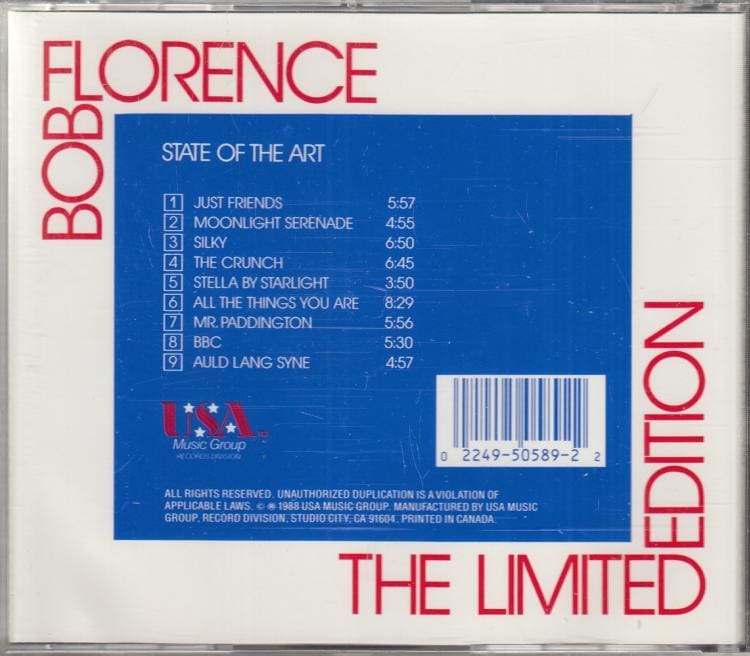 BOB FLORENCE
STATE OF THE ART
1 JUST FRIENDS 5:57
2 MOONLIGHT SERENADE 4:55
3 SILKY 6:50
4 THE CRUNCH 6:45
5 STELLA BY STARLIGHT 3:50
6 ALL THE THINGS YOU ARE 8:29
7 MR. PADDINGTON 5:56
8 BBC 5:30
9 AULD LANG SYNE 4:57
USA
Music Group
RECORDS DIVISION
0 2249-50589-2 2
ALL RIGHTS RESERVED. UNAUTHORIZED DUPLICATION IS A VIOLATION OF
APPLICABLE LAWS. © ℗ 1988 USA MUSIC GROUP. MANUFACTURED BY USA MUSIC
GROUP, RECORD DIVISION, STUDIO CITY, CA 91604, PRINTED IN CANADA.
THE LIMITED EDITION